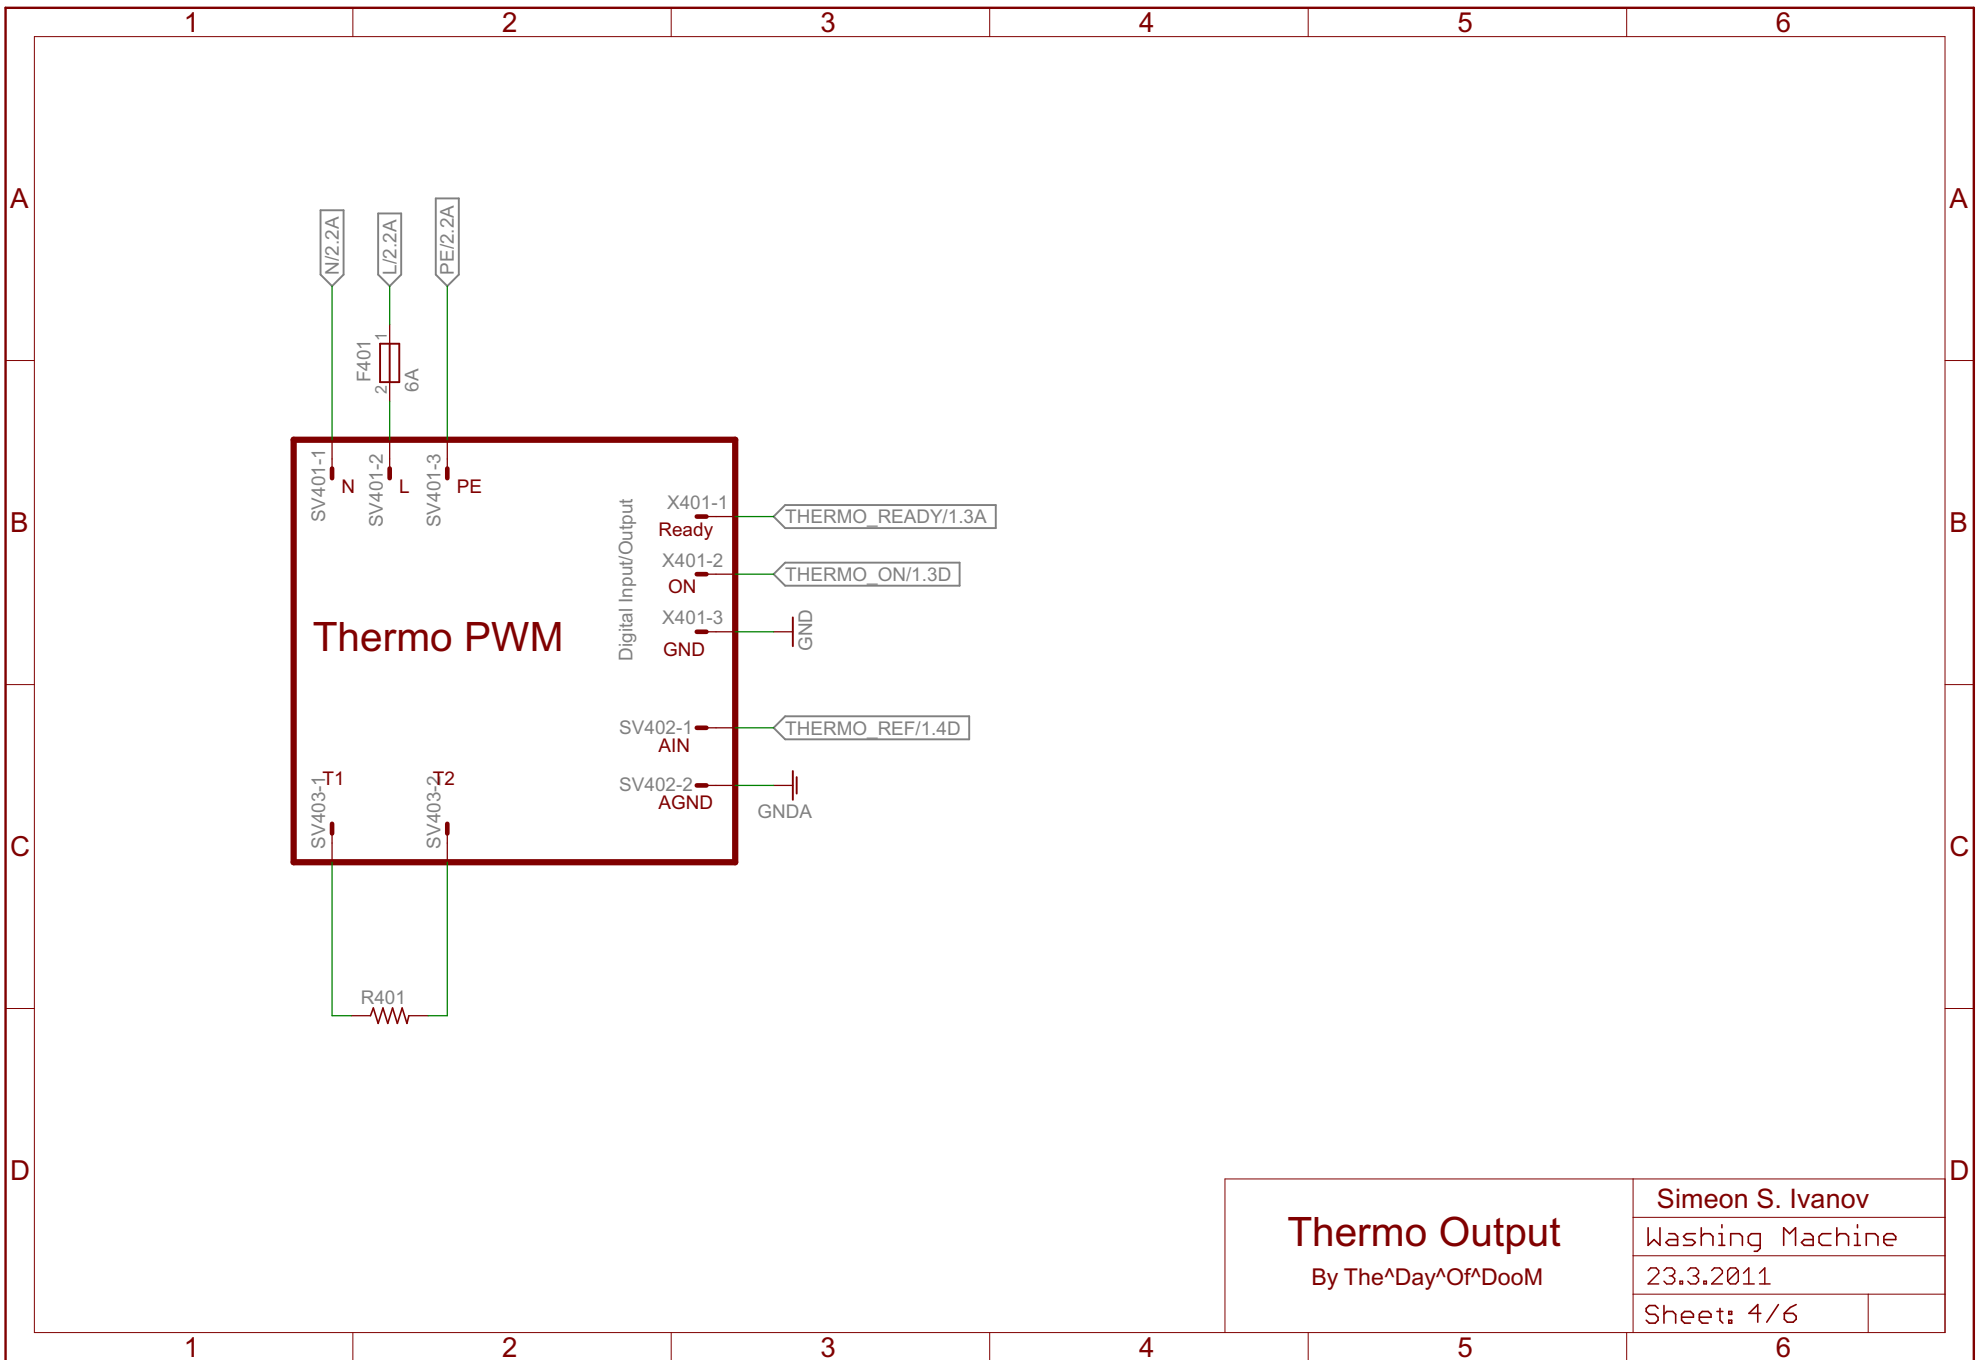 1 2 3 4 5 6
A A
N/2.2A
L/2.2A
PE/2.2A
F401
1
2
6A
SV401-1
N
SV401-2
L
SV401-3
PE
B B
Digital Input/Output
X401-1
Ready
THERMO_READY/1.3A
X401-2
ON
THERMO_ON/1.3D
X401-3
GND
GND
Thermo PWM
SV402-1
AIN
THERMO_REF/1.4D
SV402-2
AGND
GNDA
T1
SV403-1
T2
SV403-2
C C
R401
D D
Thermo Output
By The^Day^Of^DooM
Simeon S. Ivanov
Washing Machine
23.3.2011
Sheet: 4/6
1 2 3 4 5 6